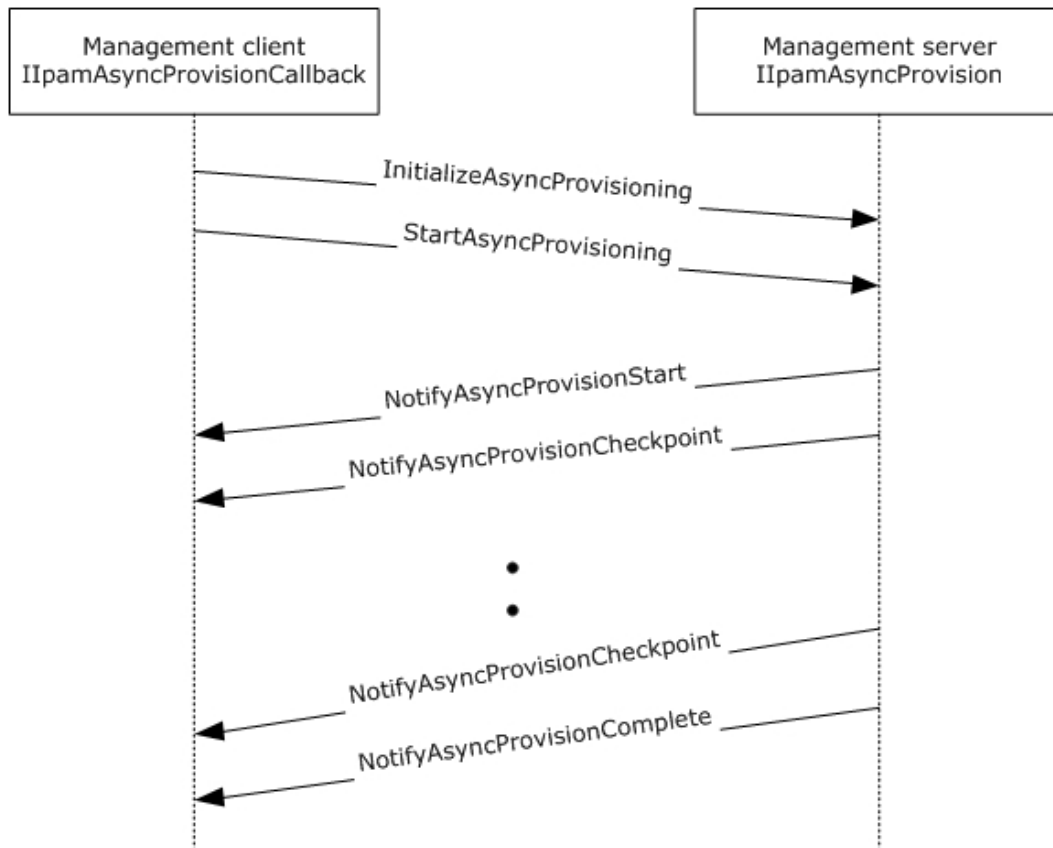 Management client
IIpamAsyncProvisionCallback
Management server
IIpamAsyncProvision
InitializeAsyncProvisioning
StartAsyncProvisioning
NotifyAsyncProvisionStart
NotifyAsyncProvisionCheckpoint
NotifyAsyncProvisionCheckpoint
NotifyAsyncProvisionComplete